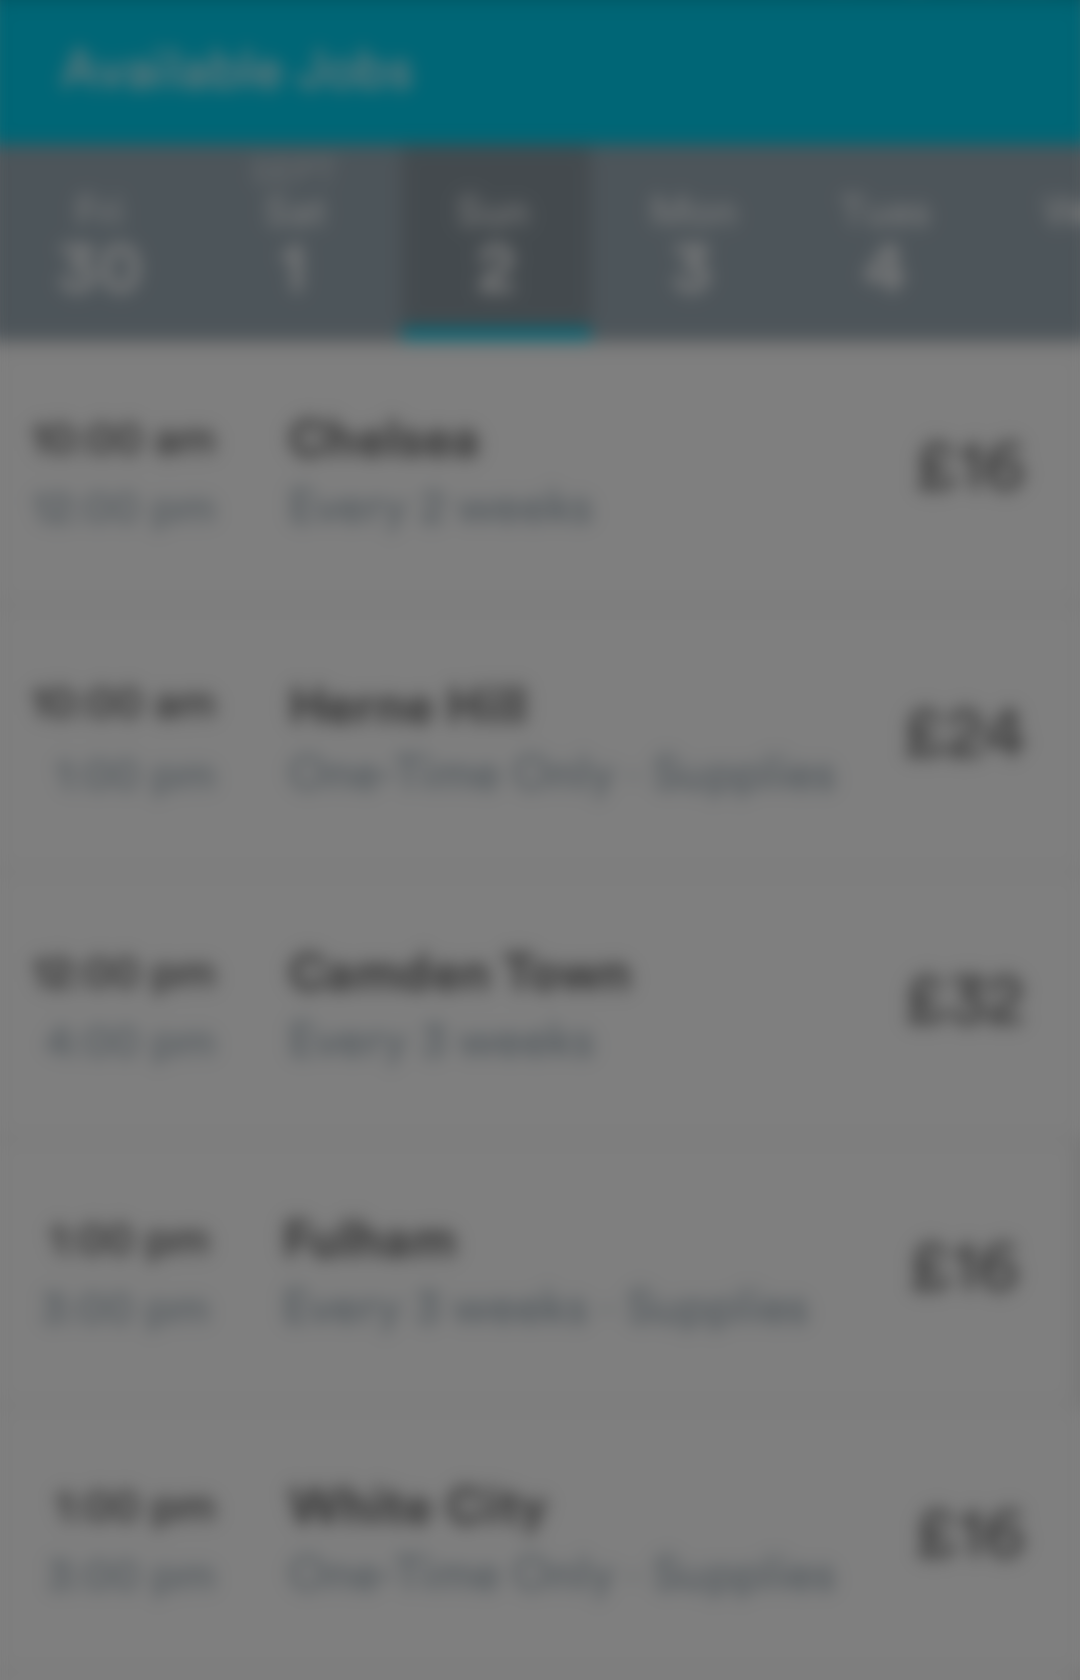 Available Jobs
Fri
Sat
Sun
Mon
Tues
30
1
2
3
4
10:00 am
Chelsea
£16
12:00 pm
Every 2 weeks
10:00 am
Herne Hill
£24
1:00 pm
One-Time Only · Supplies
12:00 pm
Camden Town
£32
4:00 pm
Every 3 weeks
1:00 pm
Fulham
£16
3:00 pm
Every 3 weeks · Supplies
1:00 pm
White City
£16
3:00 pm
One-Time Only · Supplies